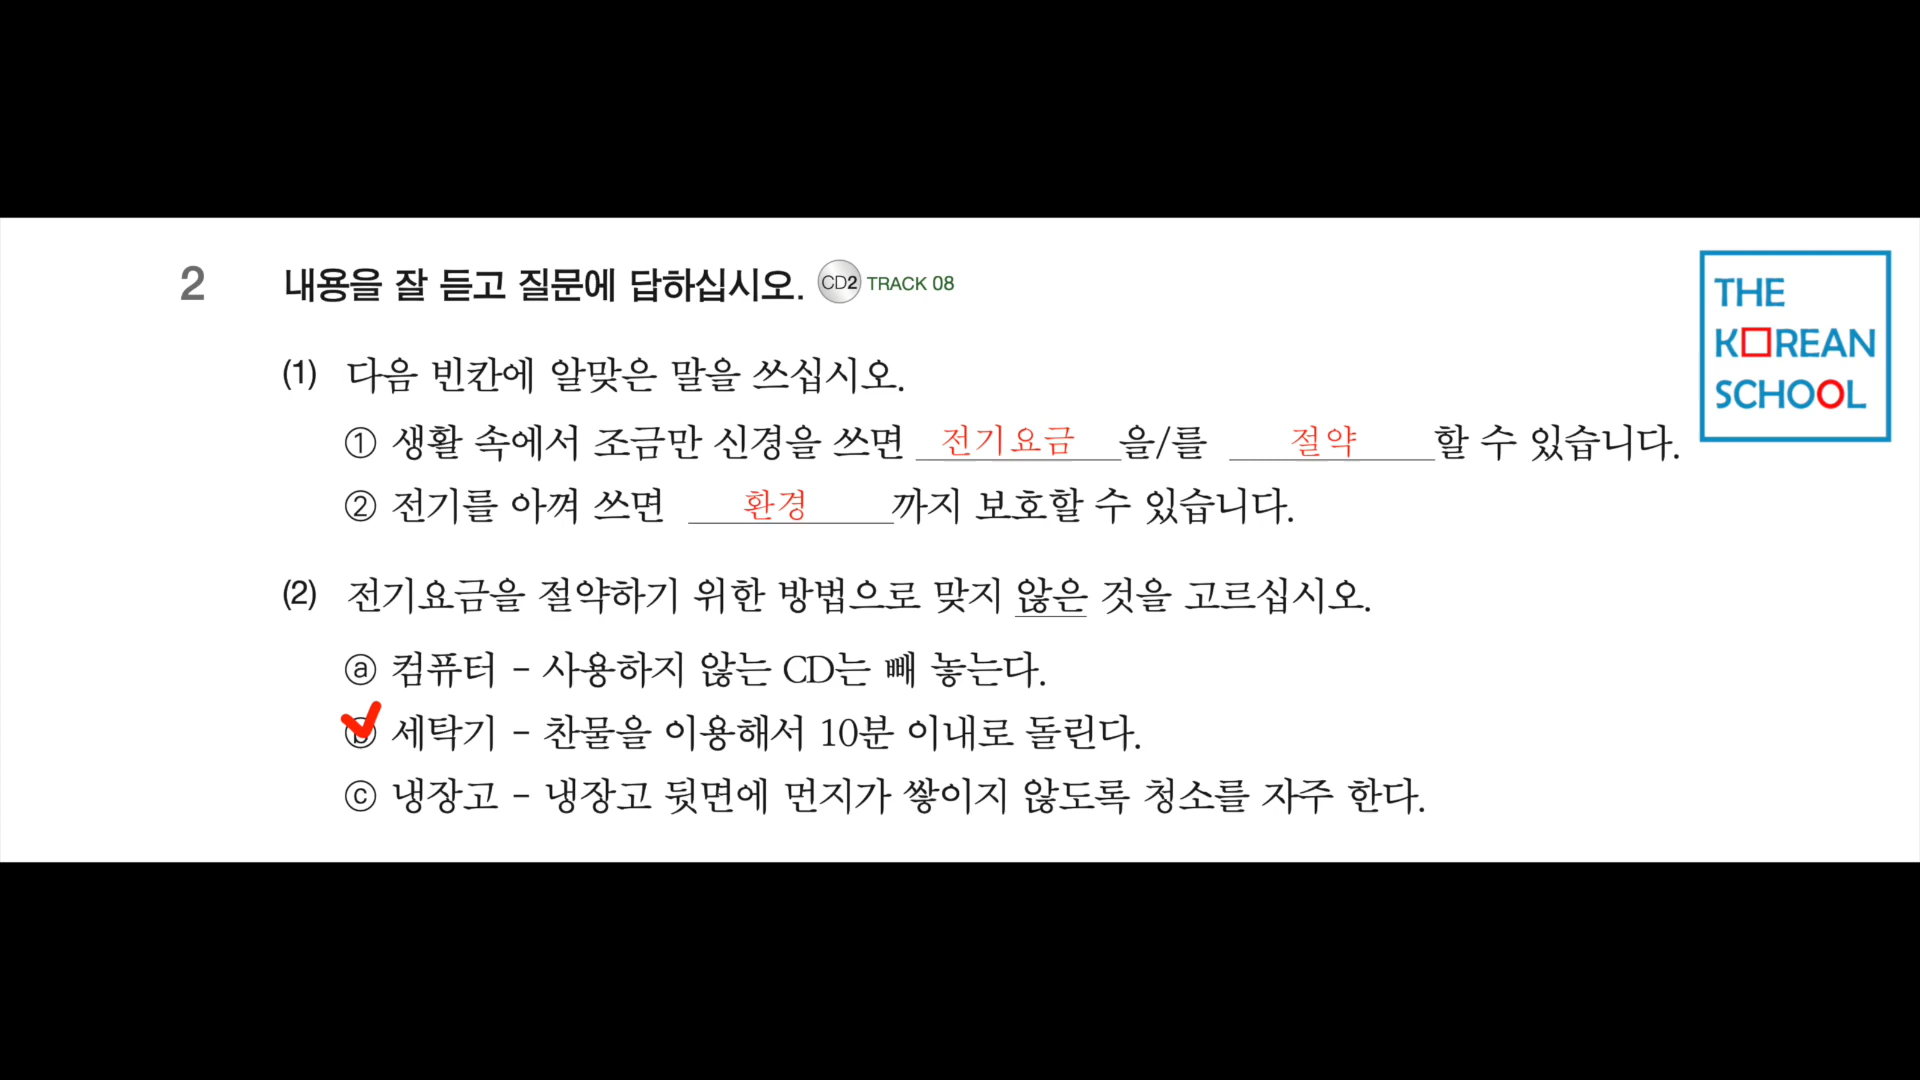 2 내용을 잘 듣고 질문에 답하십시오. CD2 TRACK 08
THE
KOREAN
SCHOOL
(1) 다음 빈칸에 알맞은 말을 쓰십시오.
① 생활 속에서 조금만 신경을 쓰면 전기요금 을/를 절약 할 수 있습니다.
② 전기를 아껴 쓰면 환경 까지 보호할 수 있습니다.
(2) 전기요금을 절약하기 위한 방법으로 맞지 않은 것을 고르십시오.
ⓐ 컴퓨터 - 사용하지 않는 CD는 빼 놓는다.
ⓑ 세탁기 - 찬물을 이용해서 10분 이내로 돌린다.
ⓒ 냉장고 - 냉장고 뒷면에 먼지가 쌓이지 않도록 청소를 자주 한다.